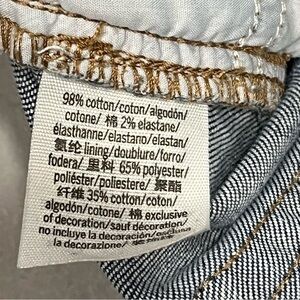 98% cotton/coton/algodón
cotone/ 棉 2% elastane/
élasthanne/elastano/elastan/
氨纶 lining/doublure/forro/
fodera/ 里料 65% polyester/
poliéster/poliestere/ 聚酯
纤维 35% cotton/coton/
algodón/cotone/ 棉 exclusive
of decoration/sauf décoration/
no incluye la decoración/esclusa
la decorazione/